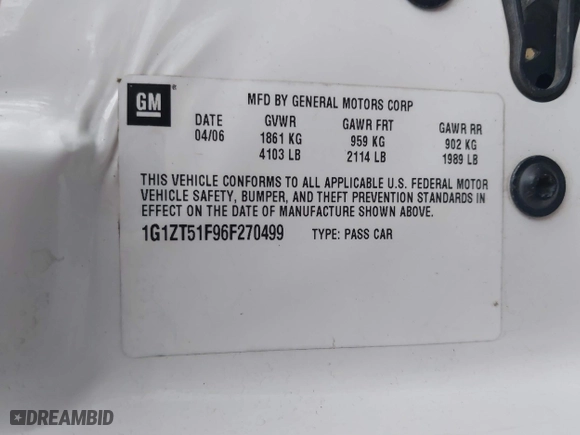 GM
MFD BY GENERAL MOTORS CORP
DATE GVWR GAWR FRT GAWR RR
04/06 1861 KG 959 KG 902 KG
4103 LB 2114 LB 1989 LB
THIS VEHICLE CONFORMS TO ALL APPLICABLE U.S. FEDERAL MOTOR
VEHICLE SAFETY, BUMPER, AND THEFT PREVENTION STANDARDS IN
EFFECT ON THE DATE OF MANUFACTURE SHOWN ABOVE.
1G1ZT51F96F270499 TYPE: PASS CAR
DREAMBID